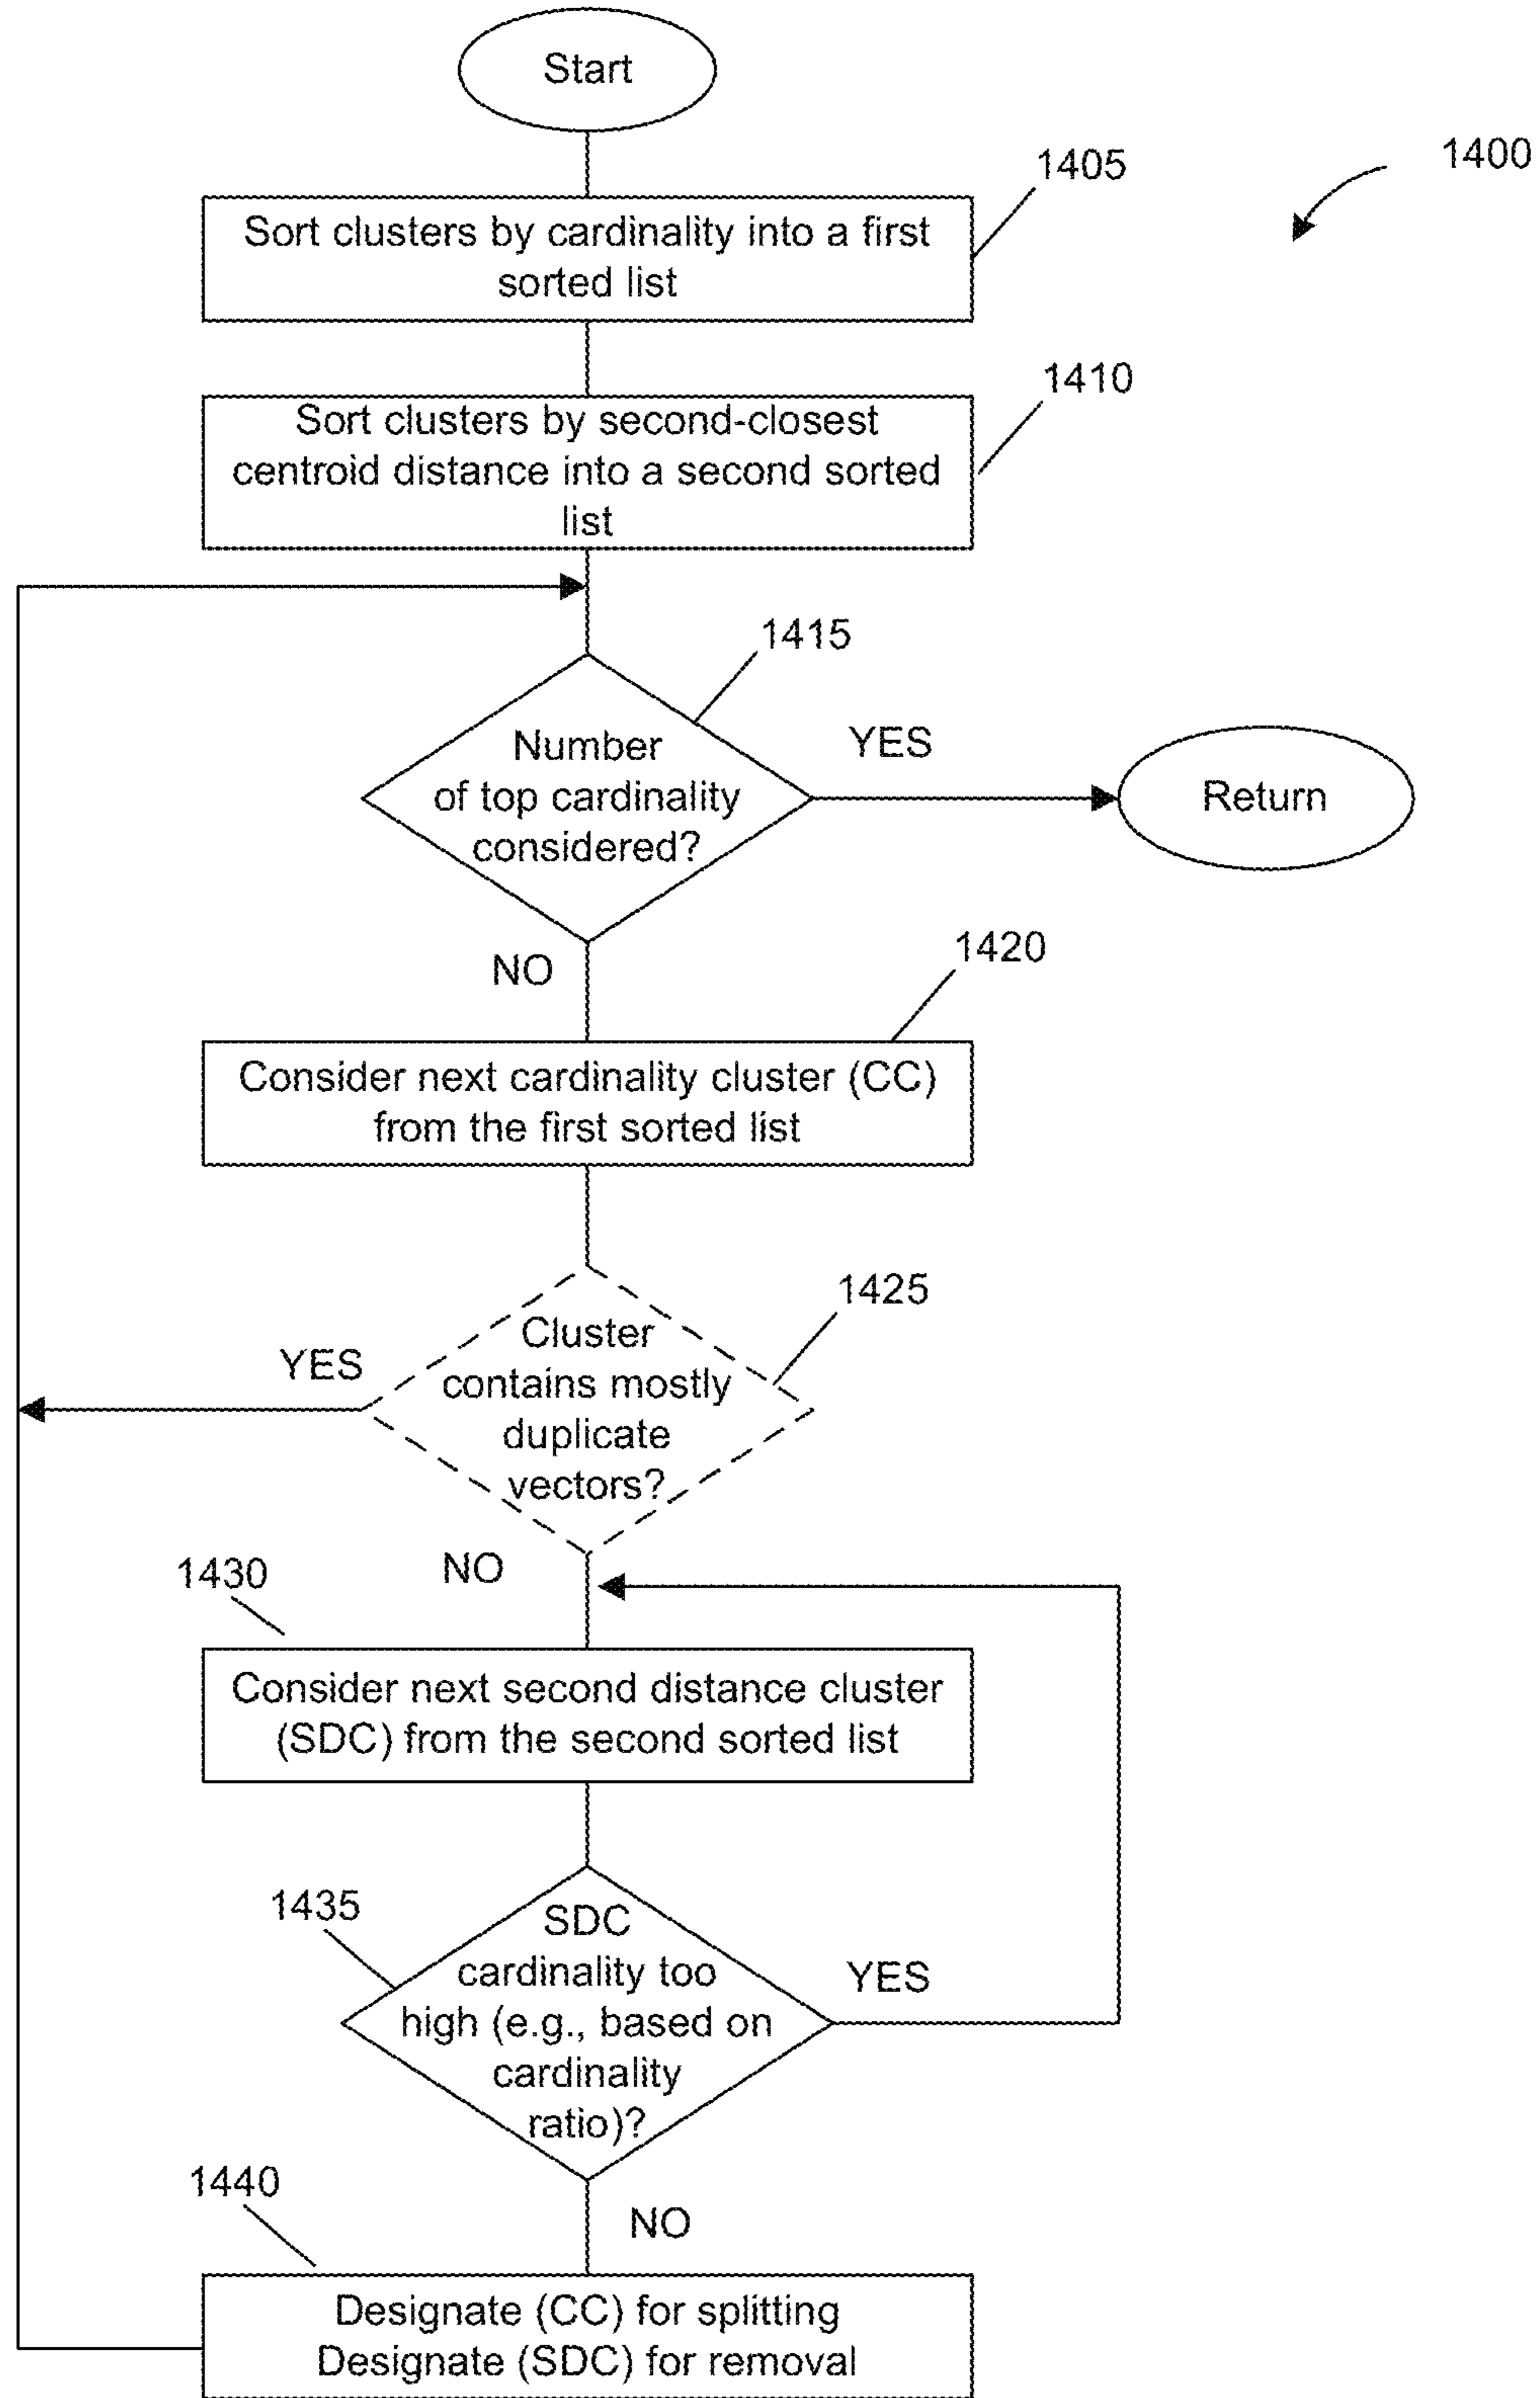 Start
1400
1405
Sort clusters by cardinality into a first
sorted list
1410
Sort clusters by second-closest
centroid distance into a second sorted
list
1415
Number
of top cardinality
considered?
YES
Return
NO
1420
Consider next cardinality cluster (CC)
from the first sorted list
1425
Cluster
contains mostly
duplicate
vectors?
YES
NO
1430
Consider next second distance cluster
(SDC) from the second sorted list
1435
SDC
cardinality too
high (e.g., based on
cardinality
ratio)?
YES
NO
1440
Designate (CC) for splitting
Designate (SDC) for removal